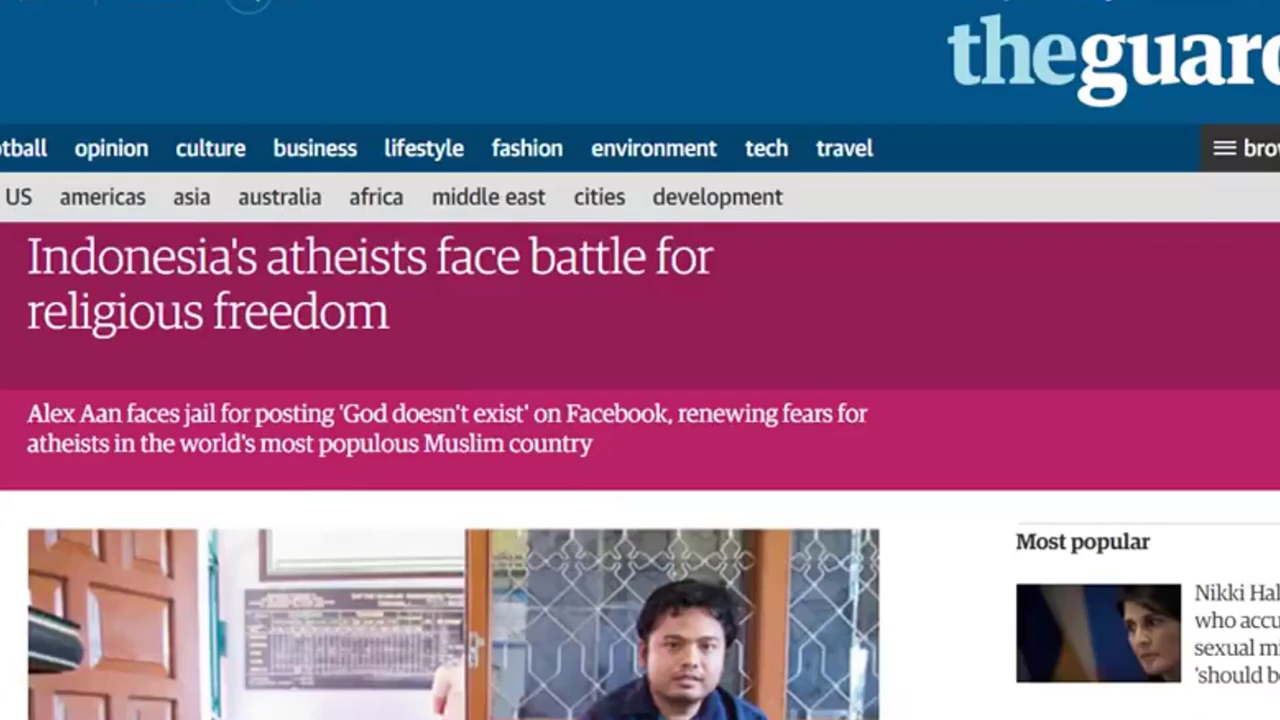 theguar
tball opinion culture business lifestyle fashion environment tech travel
bro
US americas asia australia africa middle east cities development
Indonesia's atheists face battle for
religious freedom
Alex Aan faces jail for posting 'God doesn't exist' on Facebook, renewing fears for
atheists in the world's most populous Muslim country
Most popular
Nikki Hal
who accu
sexual m
'should b